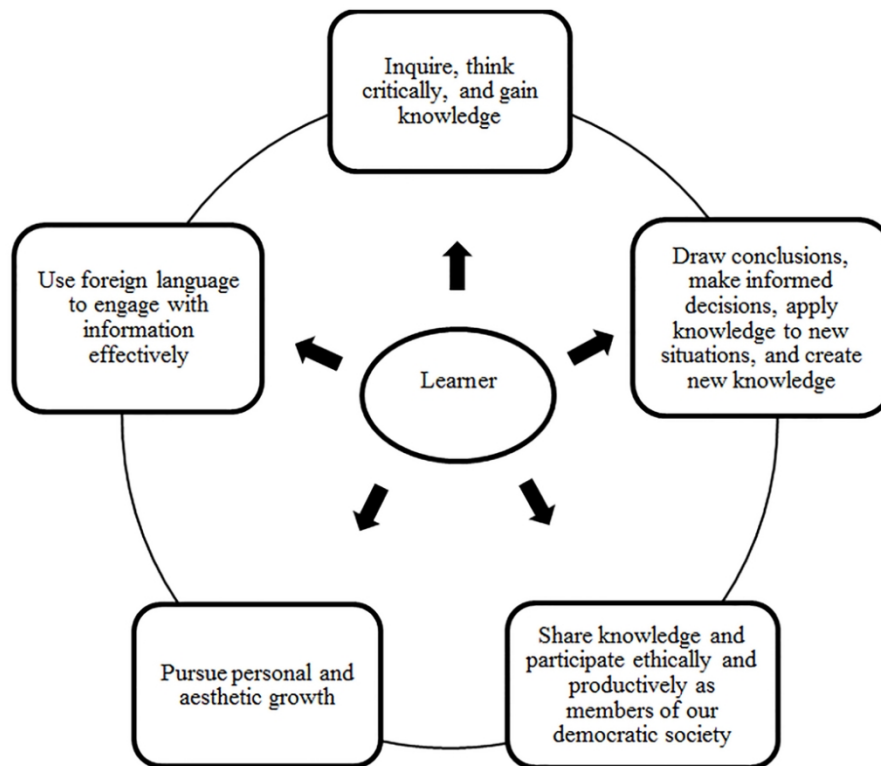 Inquire, think
critically, and gain
knowledge
Draw conclusions,
make informed
decisions, apply
knowledge to new
situations, and create
new knowledge
Share knowledge and
participate ethically and
productively as
members of our
democratic society
Pursue personal and
aesthetic growth
Use foreign language
to engage with
information
effectively
Learner